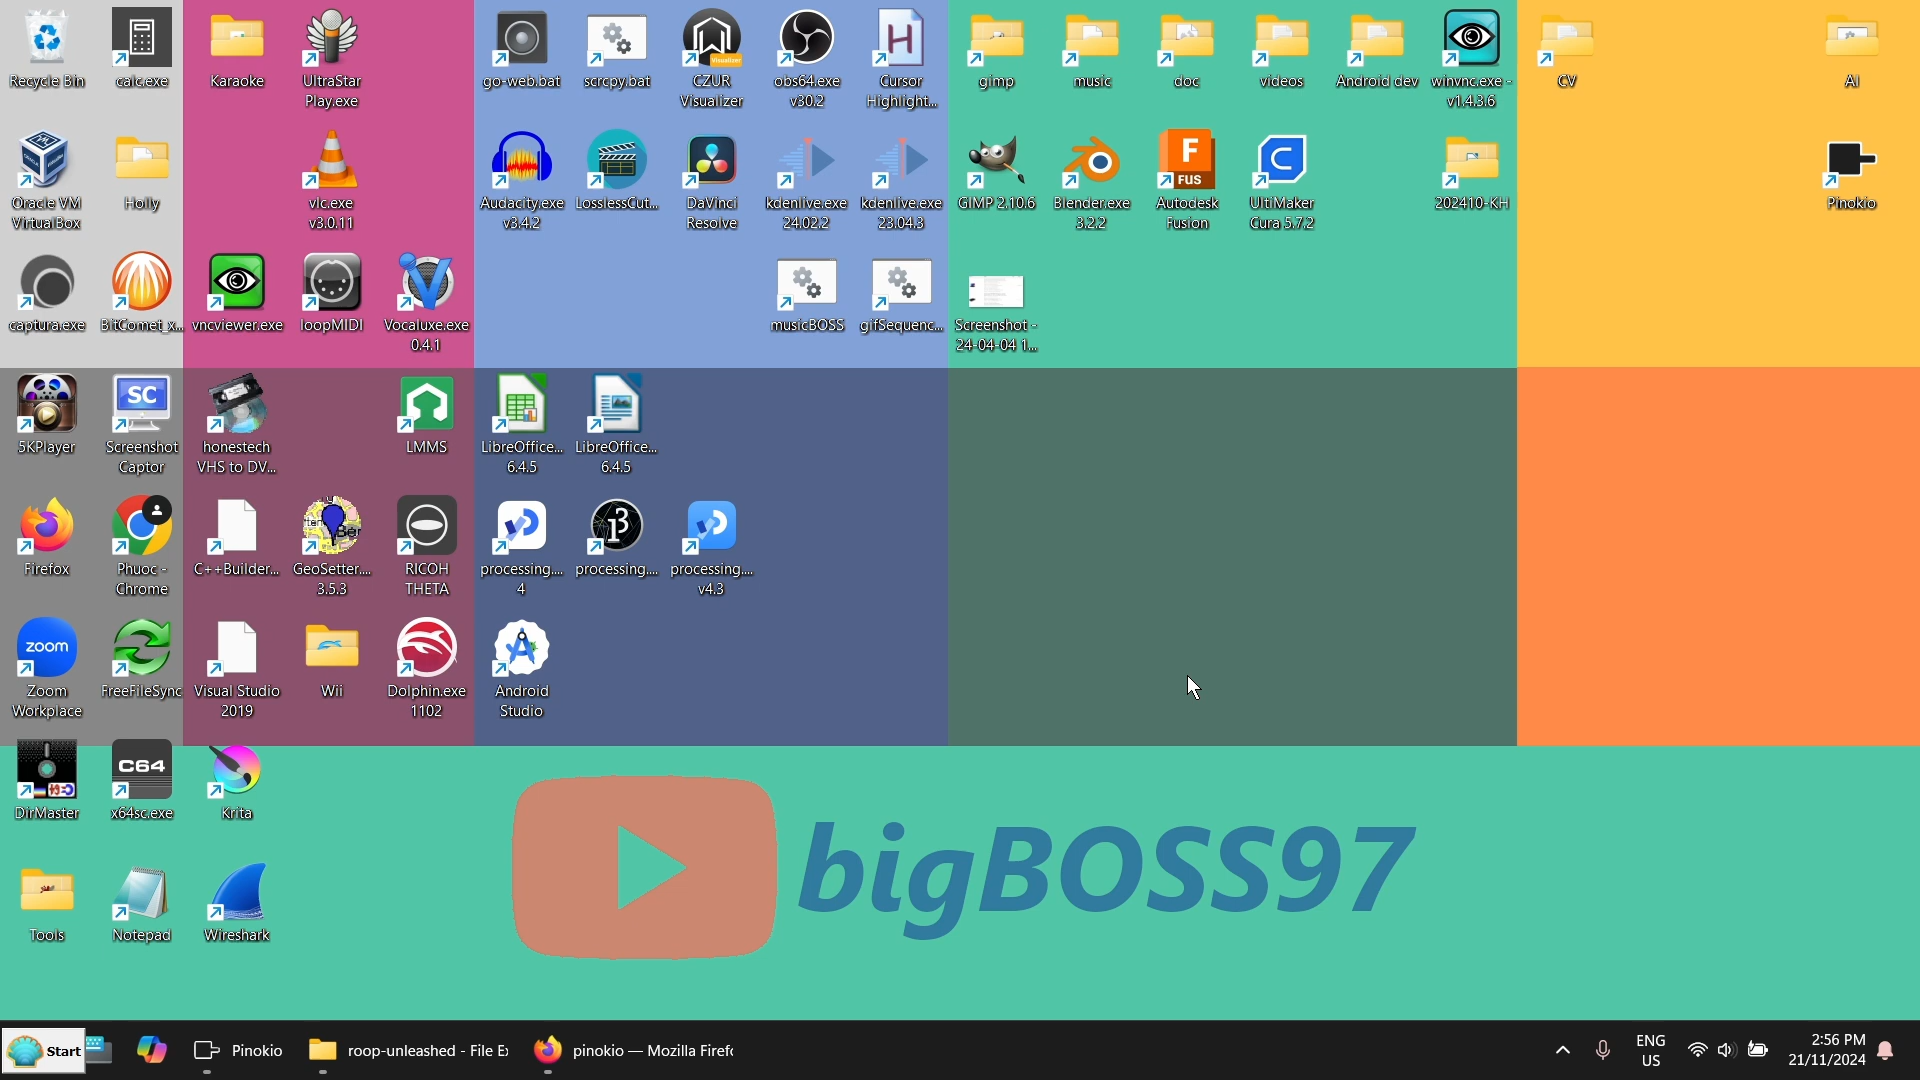 Recycle Bin
calc.exe
Karaoke
UltraStar
Play.exe
go-web.bat
scrcpy.bat
CZUR
Visualizer
obs64.exe
v30.2
Cursor
Highlight...
gimp
music
doc
videos
Android dev
winvnc.exe -
v1.4.3.6
CV
AI
Oracle VM
VirtualBox
Holly
vlc.exe
v3.0.11
Audacity.exe
v3.4.2
LosslessCut...
DaVinci
Resolve
kdenlive.exe
24.02.2
kdenlive.exe
23.04.3
GIMP 2.10.6
Blender.exe
3.2.2
F
FUS
Autodesk
Fusion
UltiMaker
Cura 5.7.2
202410-KH
Pinokio
captura.exe
BitComet_x...
vncviewer.exe
loopMIDI
Vocaluxe.exe
0.4.1
musicBOSS
gifSequenc...
Screenshot -
24-04-04 1...
5KPlayer
SC
Screenshot
Captor
honestech
VHS to DV...
LMMS
LibreOffice...
6.4.5
LibreOffice...
6.4.5
Firefox
Phuoc -
Chrome
C++Builder...
GeoSetter....
3.5.3
RICOH
THETA
processing....
4
processing....
processing....
v4.3
zoom
Zoom
Workplace
FreeFileSync
Visual Studio
2019
Wii
Dolphin.exe
1102
Android
Studio
DirMaster
C64
x64sc.exe
Krita
bigBOSS97
Tools
Notepad
Wireshark
Start
Pinokio
roop-unleashed - File E
pinokio — Mozilla Firef
ENG
US
2:56 PM
21/11/2024